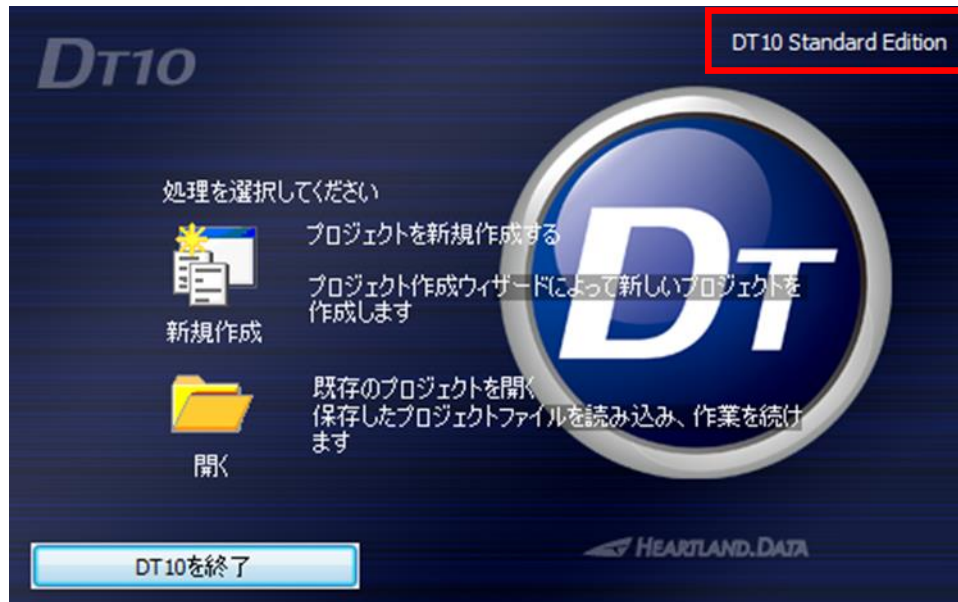 DT10 Standard Edition
DT10
処理を選択してください
プロジェクトを新規作成する
プロジェクト作成ウィザードによって新しいプロジェクトを
作成します
新規作成
既存のプロジェクトを開く
保存したプロジェクトファイルを読み込み、作業を続け
ます
開く
DT
HEARTLAND.DATA
DT10を終了